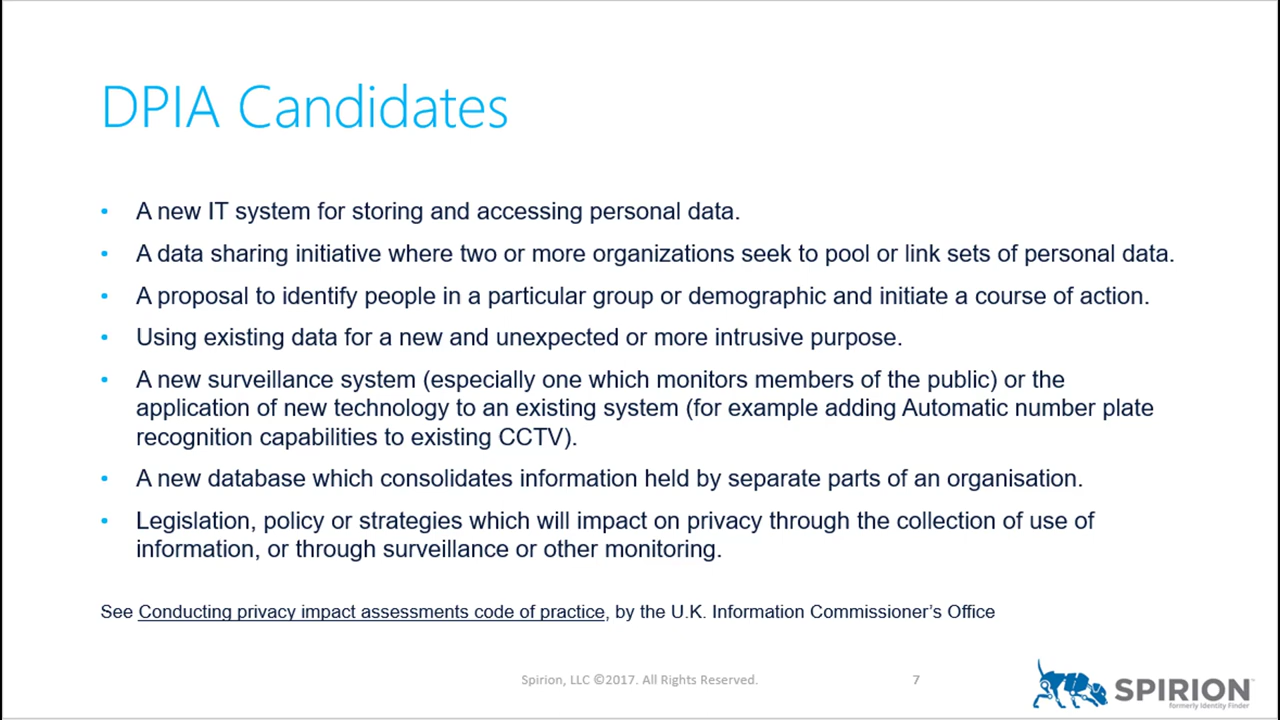 DPIA Candidates
• A new IT system for storing and accessing personal data.
• A data sharing initiative where two or more organizations seek to pool or link sets of personal data.
• A proposal to identify people in a particular group or demographic and initiate a course of action.
• Using existing data for a new and unexpected or more intrusive purpose.
• A new surveillance system (especially one which monitors members of the public) or the
application of new technology to an existing system (for example adding Automatic number plate
recognition capabilities to existing CCTV).
• A new database which consolidates information held by separate parts of an organisation.
• Legislation, policy or strategies which will impact on privacy through the collection of use of
information, or through surveillance or other monitoring.
See Conducting privacy impact assessments code of practice, by the U.K. Information Commissioner’s Office
Spirion, LLC ©2017. All Rights Reserved.
7
SPIRION™
formerly Identity Finder